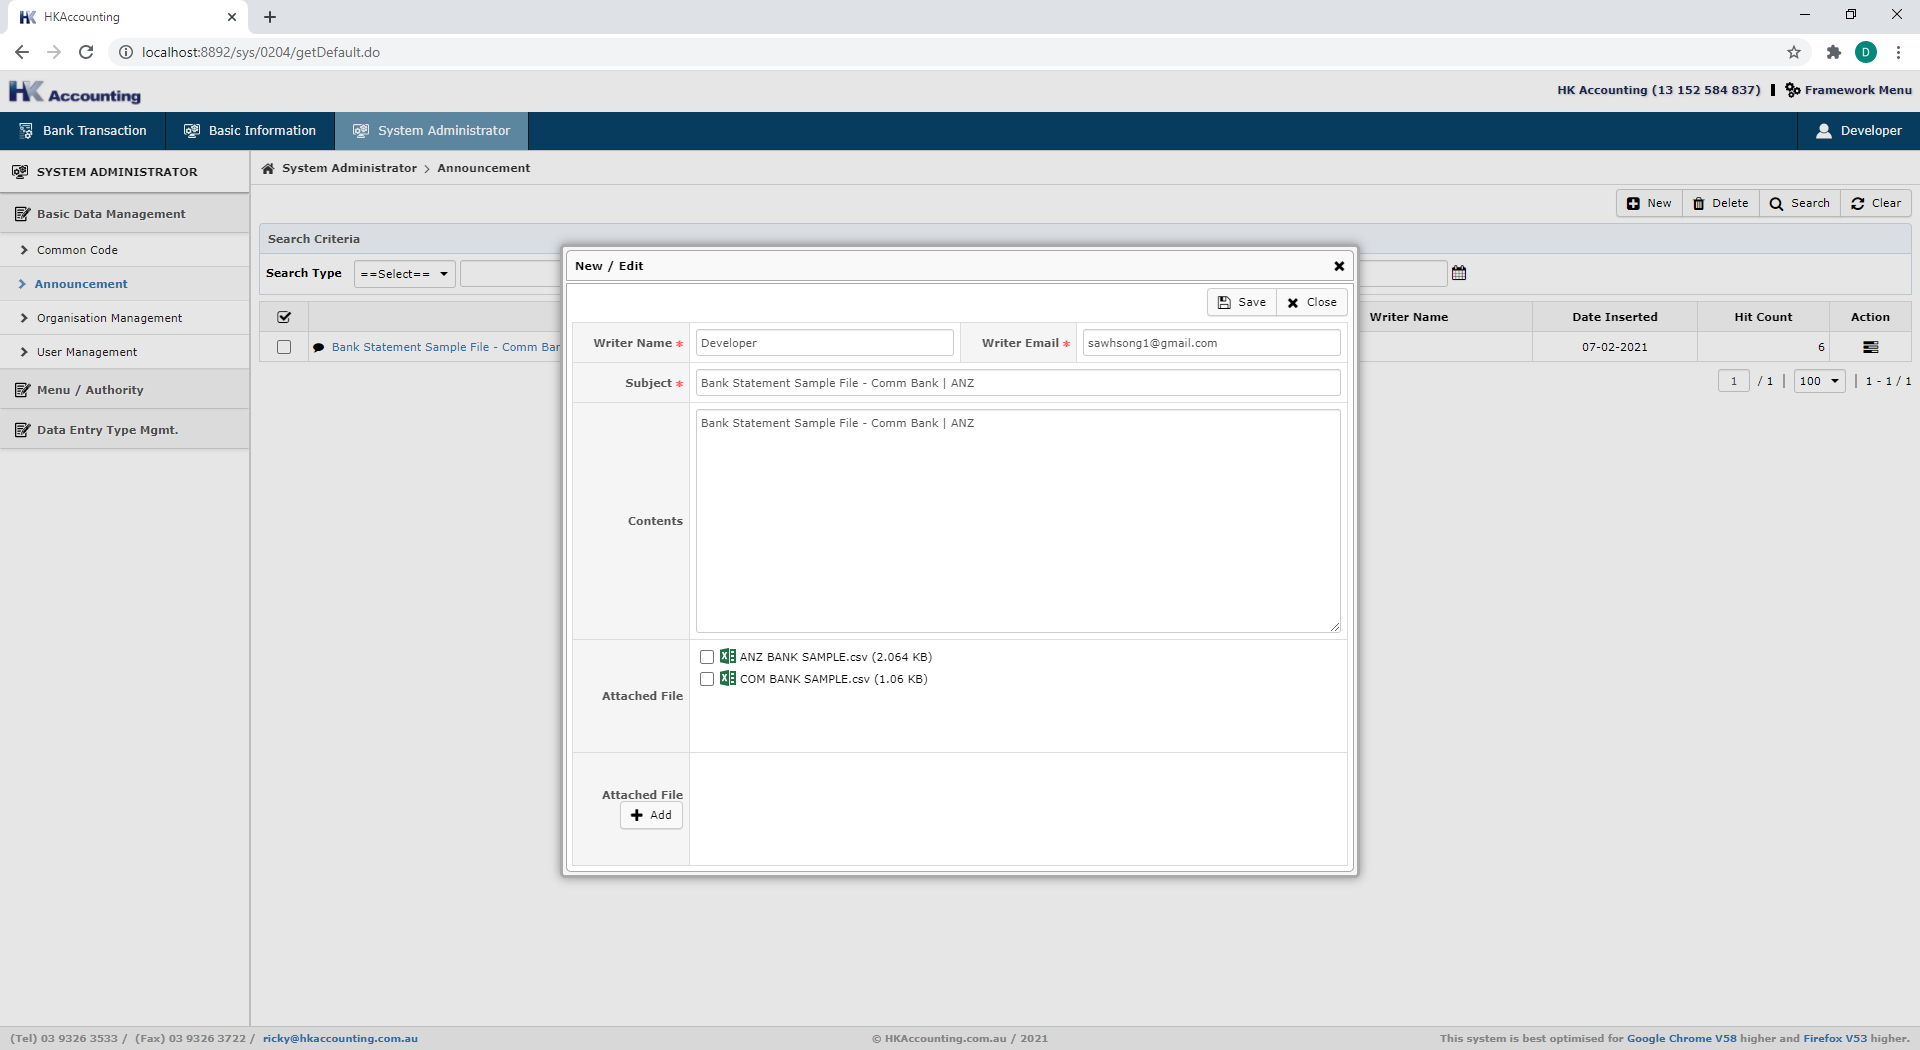 HKAccounting
localhost:8892/sys/0204/getDefault.do
D
HK Accounting
HK Accounting (13 152 584 837) | Framework Menu
Bank Transaction
Basic Information
System Administrator
Developer
SYSTEM ADMINISTRATOR
System Administrator > Announcement
Basic Data Management
Common Code
Announcement
Organisation Management
User Management
Menu / Authority
Data Entry Type Mgmt.
New
Delete
Search
Clear
Search Criteria
Search Type
==Select==
Writer Name
Date Inserted
Hit Count
Action
Bank Statement Sample File - Comm Bar
07-02-2021
6
1 / 1 | 100 | 1 - 1 / 1
New / Edit
Save
Close
Writer Name *
Developer
Writer Email *
sawhsong1@gmail.com
Subject *
Bank Statement Sample File - Comm Bank | ANZ
Contents
Bank Statement Sample File - Comm Bank | ANZ
Attached File
ANZ BANK SAMPLE.csv (2.064 KB)
COM BANK SAMPLE.csv (1.06 KB)
Attached File
Add
(Tel) 03 9326 3533 / (Fax) 03 9326 3722 / ricky@hkaccounting.com.au
© HKAccounting.com.au / 2021
This system is best optimised for Google Chrome V58 higher and Firefox V53 higher.